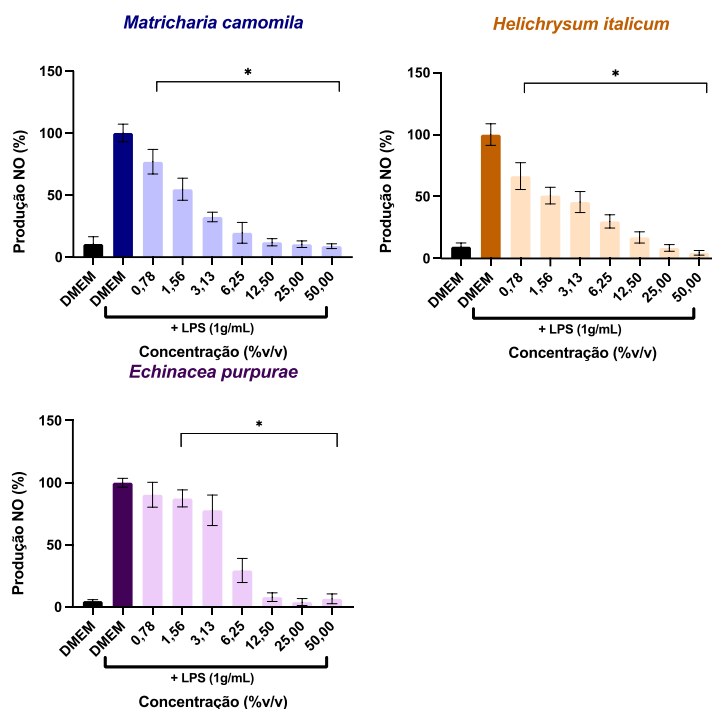 Matricharia camomila
*
Produção NO (%)
150
100
50
0
DMEM
DMEM
0,78
1,56
3,13
6,25
12,50
25,00
50,00
+ LPS (1g/mL)
Concentração (%v/v)
Helichrysum italicum
*
Produção NO (%)
150
100
50
0
DMEM
DMEM
0,78
1,56
3,13
6,25
12,50
25,00
50,00
+ LPS (1g/mL)
Concentração (%v/v)
Echinacea purpurae
*
Produção NO (%)
150
100
50
0
DMEM
DMEM
0,78
1,56
3,13
6,25
12,50
25,00
50,00
+ LPS (1g/mL)
Concentração (%v/v)